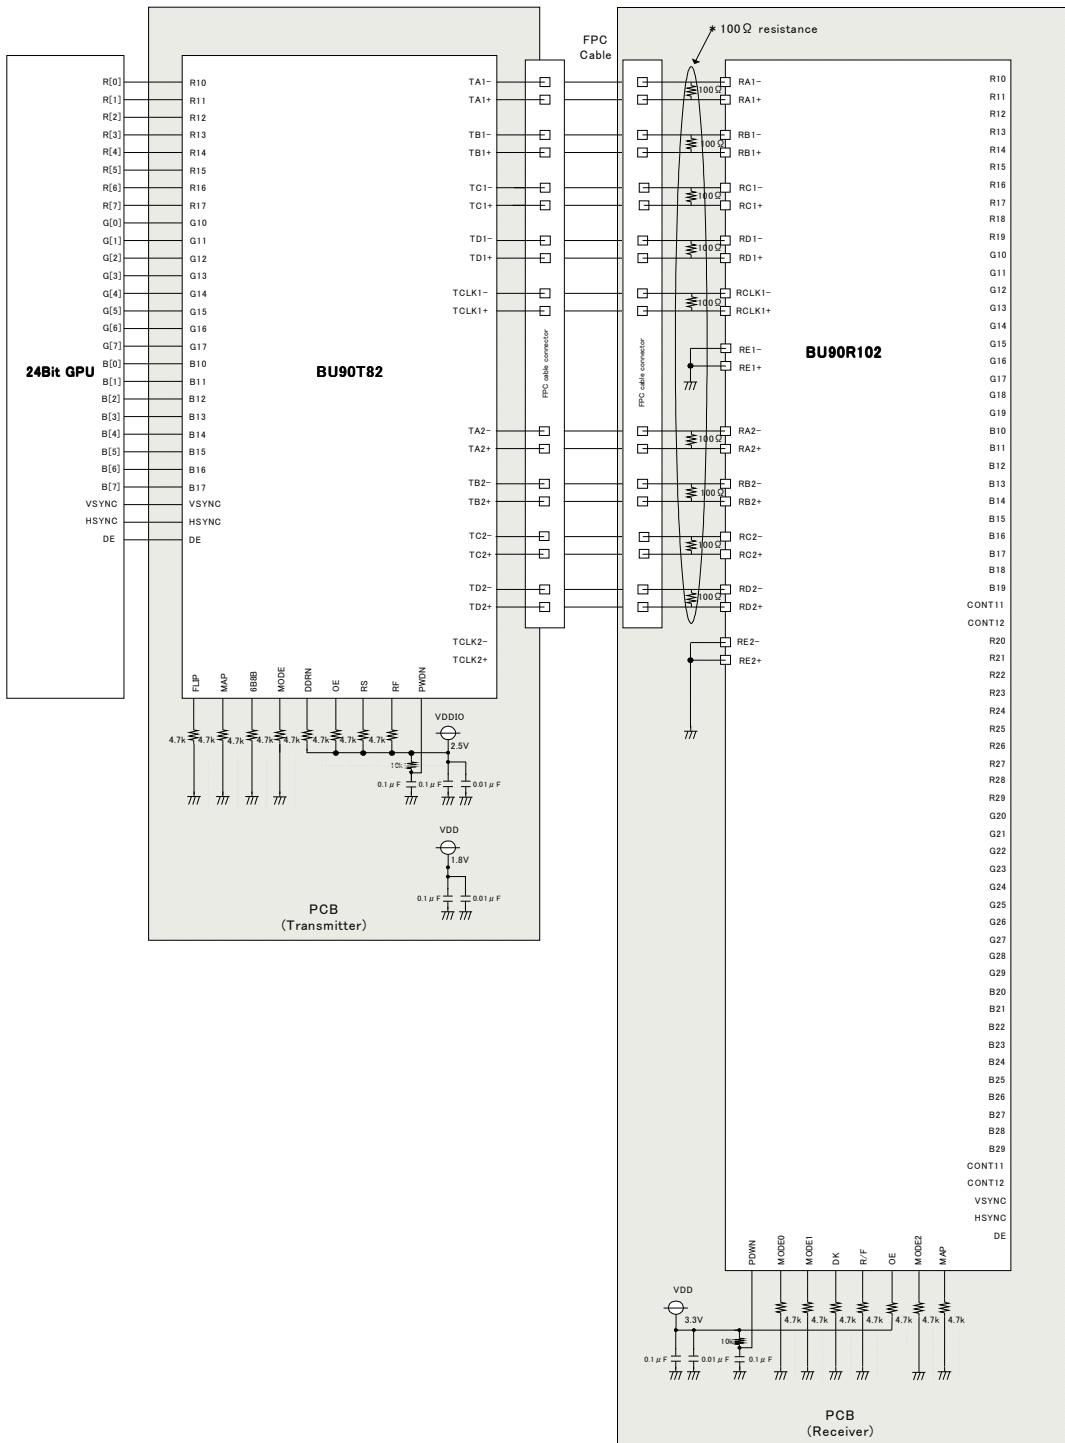 * 100Ω resistance
FPC
Cable
R[0]
R[1]
R[2]
R[3]
R[4]
R[5]
R[6]
R[7]
G[0]
G[1]
G[2]
G[3]
G[4]
G[5]
G[6]
G[7]
B[0]
B[1]
B[2]
B[3]
B[4]
B[5]
B[6]
B[7]
VSYNC
HSYNC
DE
24Bit GPU
R10
R11
R12
R13
R14
R15
R16
R17
G10
G11
G12
G13
G14
G15
G16
G17
B10
B11
B12
B13
B14
B15
B16
B17
VSYNC
HSYNC
DE
BU90T82
TA1-
TA1+
TB1-
TB1+
TC1-
TC1+
TD1-
TD1+
TCLK1-
TCLK1+
TA2-
TA2+
TB2-
TB2+
TC2-
TC2+
TD2-
TD2+
TCLK2-
TCLK2+
FLIP
MAP
6B8B
MODE
DDRN
OE
RS
RF
PWDN
4.7k
4.7k
4.7k
4.7k
4.7k
4.7k
4.7k
4.7k
VDDIO
2.5V
10k
0.1μF
0.1μF
0.01μF
VDD
1.8V
0.1μF
0.01μF
PCB
(Transmitter)
FPC cable connector
FPC cable connector
100Ω
100Ω
100Ω
100Ω
100Ω
100Ω
100Ω
100Ω
100Ω
RA1-
RA1+
RB1-
RB1+
RC1-
RC1+
RD1-
RD1+
RCLK1-
RCLK1+
RE1-
RE1+
RA2-
RA2+
RB2-
RB2+
RC2-
RC2+
RD2-
RD2+
RE2-
RE2+
BU90R102
R10
R11
R12
R13
R14
R15
R16
R17
R18
R19
G10
G11
G12
G13
G14
G15
G16
G17
G18
G19
B10
B11
B12
B13
B14
B15
B16
B17
B18
B19
CONT11
CONT12
R20
R21
R22
R23
R24
R25
R26
R27
R28
R29
G20
G21
G22
G23
G24
G25
G26
G27
G28
G29
B20
B21
B22
B23
B24
B25
B26
B27
B28
B29
CONT11
CONT12
VSYNC
HSYNC
DE
PDWN
MODE0
MODE1
DK
R/F
OE
MODE2
MAP
VDD
3.3V
4.7k
4.7k
4.7k
4.7k
4.7k
4.7k
4.7k
10k
0.1μF
0.01μF
0.1μF
PCB
(Receiver)